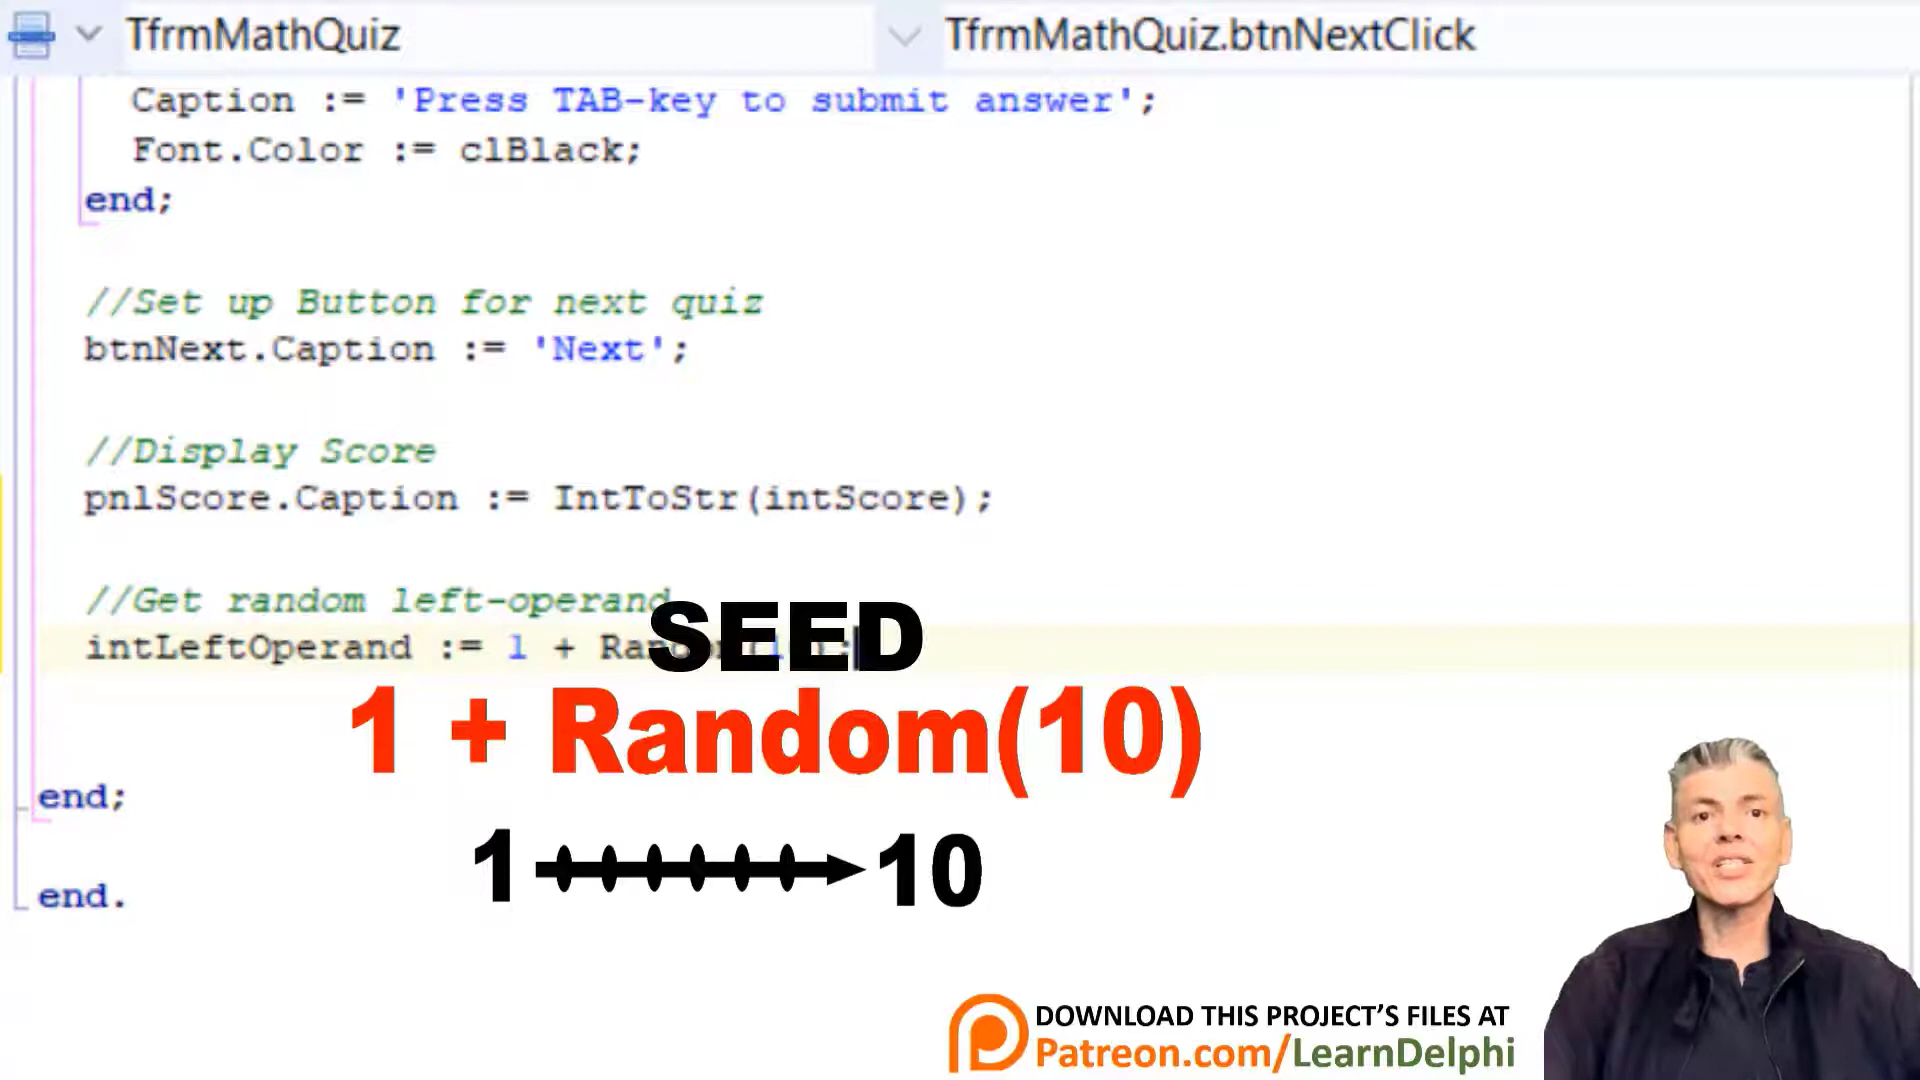 TfrmMathQuiz
TfrmMathQuiz.btnNextClick
Caption := 'Press TAB-key to submit answer';
Font.Color := clBlack;
end;
//Set up Button for next quiz
btnNext.Caption := 'Next';
//Display Score
pnlScore.Caption := IntToStr(intScore);
//Get random left-operand
intLeftOperand := 1 +
SEED
1 + Random(10)
1 10
end;
end.
DOWNLOAD THIS PROJECT'S FILES AT
Patreon.com/LearnDelphi